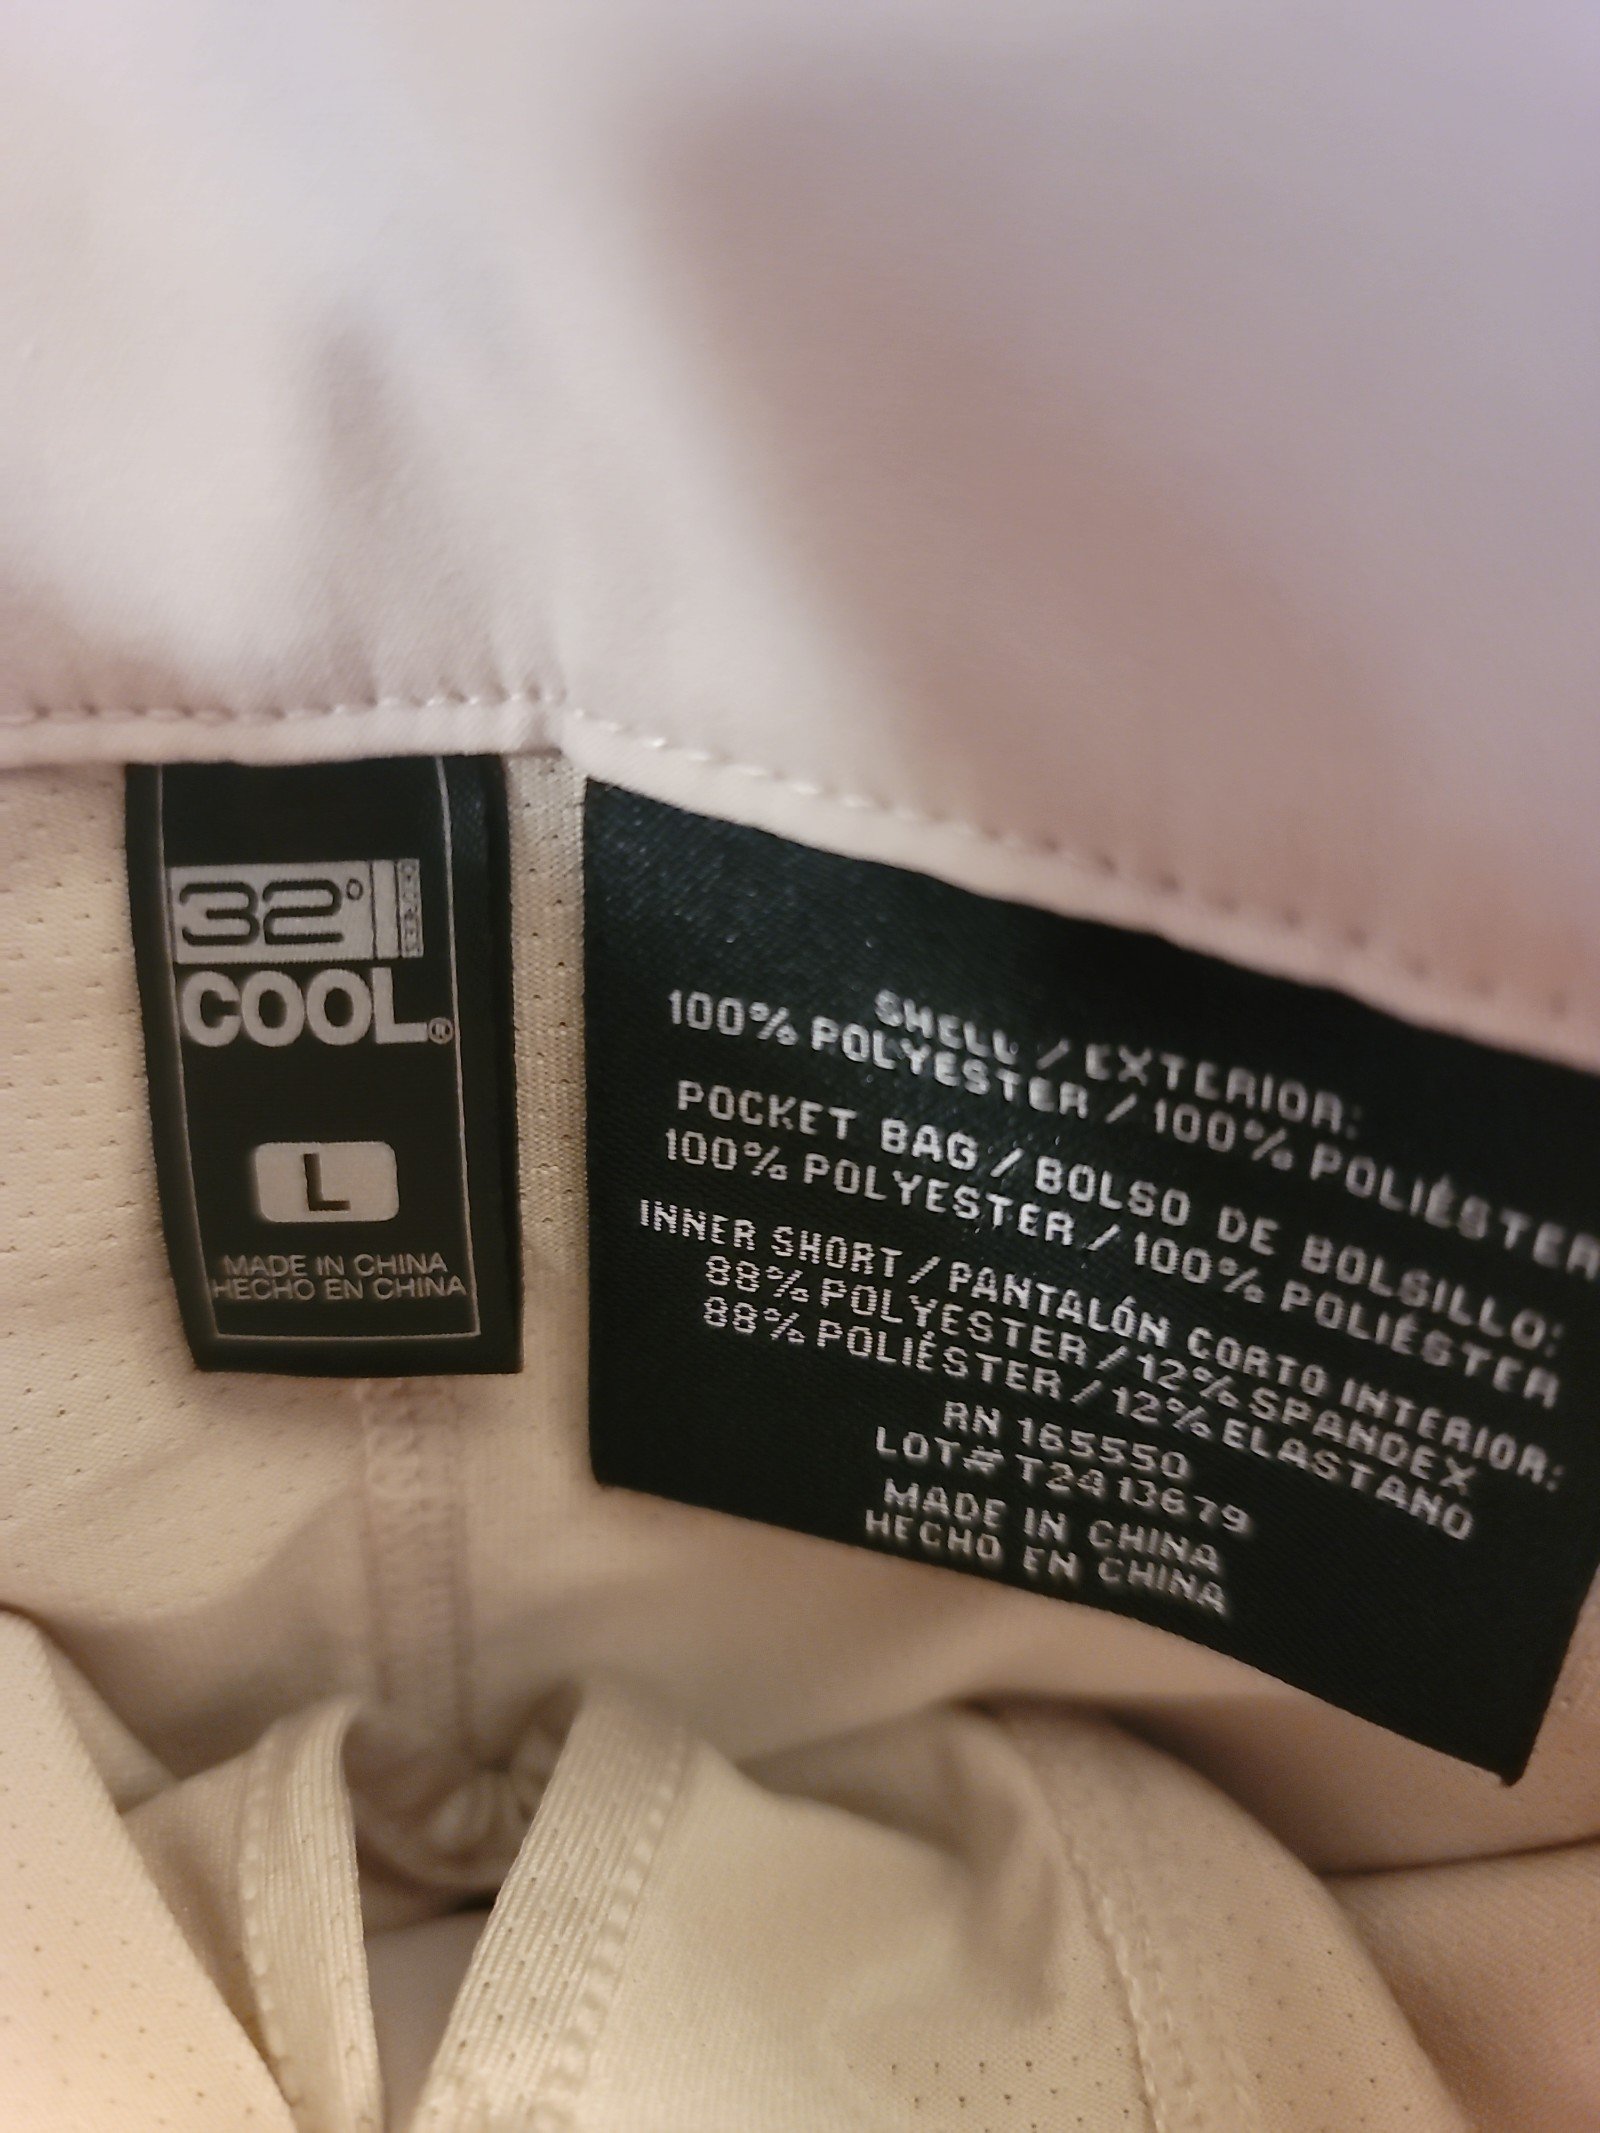 32° DEGREES
COOL®
L
MADE IN CHINA
HECHO EN CHINA
SHELL / EXTERIOR:
100% POLYESTER / 100% POLIÉSTER
POCKET BAG / BOLSO DE BOLSILLO:
100% POLYESTER / 100% POLIÉSTER
INNER SHORT / PANTALÓN CORTO INTERIOR:
88% POLYESTER / 12% SPANDEX
88% POLIÉSTER / 12% ELASTANO
RN 165550
LOT# T2413679
MADE IN CHINA
HECHO EN CHINA